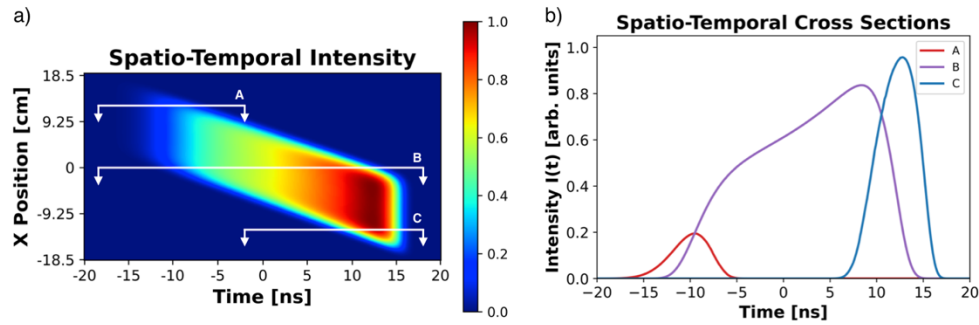 a)
Spatio-Temporal Intensity
X Position [cm]
18.5
9.25
0
-9.25
-18.5
A
B
C
-20 -15 -10 -5 0 5 10 15 20
Time [ns]
1.0
0.8
0.6
0.4
0.2
0.0
b)
Spatio-Temporal Cross Sections
Intensity I(t) [arb. units]
1.0
0.8
0.6
0.4
0.2
0.0
A
B
C
−20 −15 −10 −5 0 5 10 15 20
Time [ns]